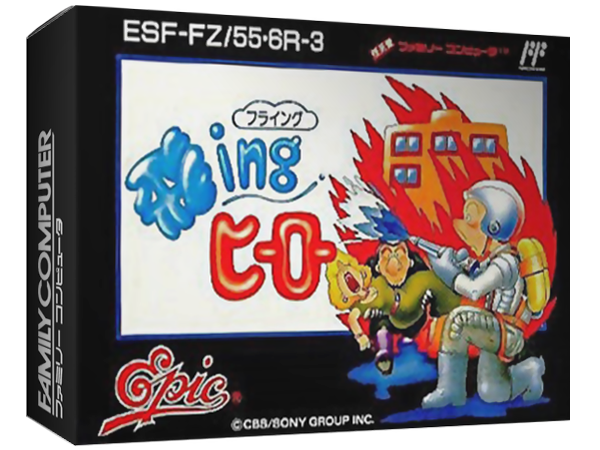 ESF-FZ/55·6R-3
ファミリー コンピュータ™
フライング
飛ing
ヒーロー
Epic®
©CBS/SONY GROUP INC.
FAMILY COMPUTER
ファミリー コンピュータ